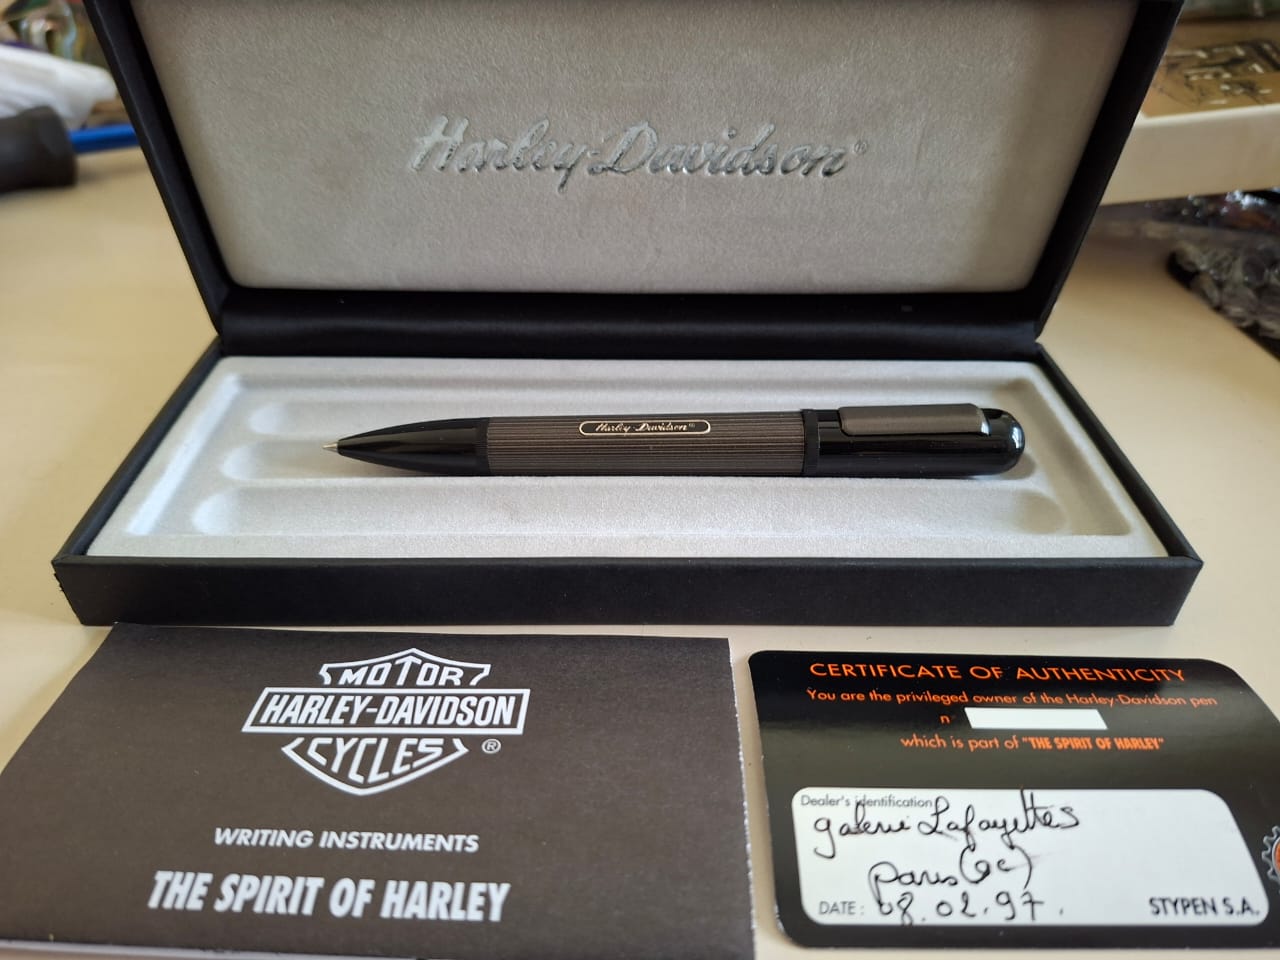 Harley-Davidson®
Harley-Davidson®
MOTOR
HARLEY-DAVIDSON
CYCLES
®
WRITING INSTRUMENTS
THE SPIRIT OF HARLEY
CERTIFICATE OF AUTHENTICITY
You are the privileged owner of the Harley-Davidson pen
n°
which is part of "THE SPIRIT OF HARLEY"
Dealer's identification
galerie Lafayettes
paris (9e)
DATE : 08.02.97.
STYPEN S.A.